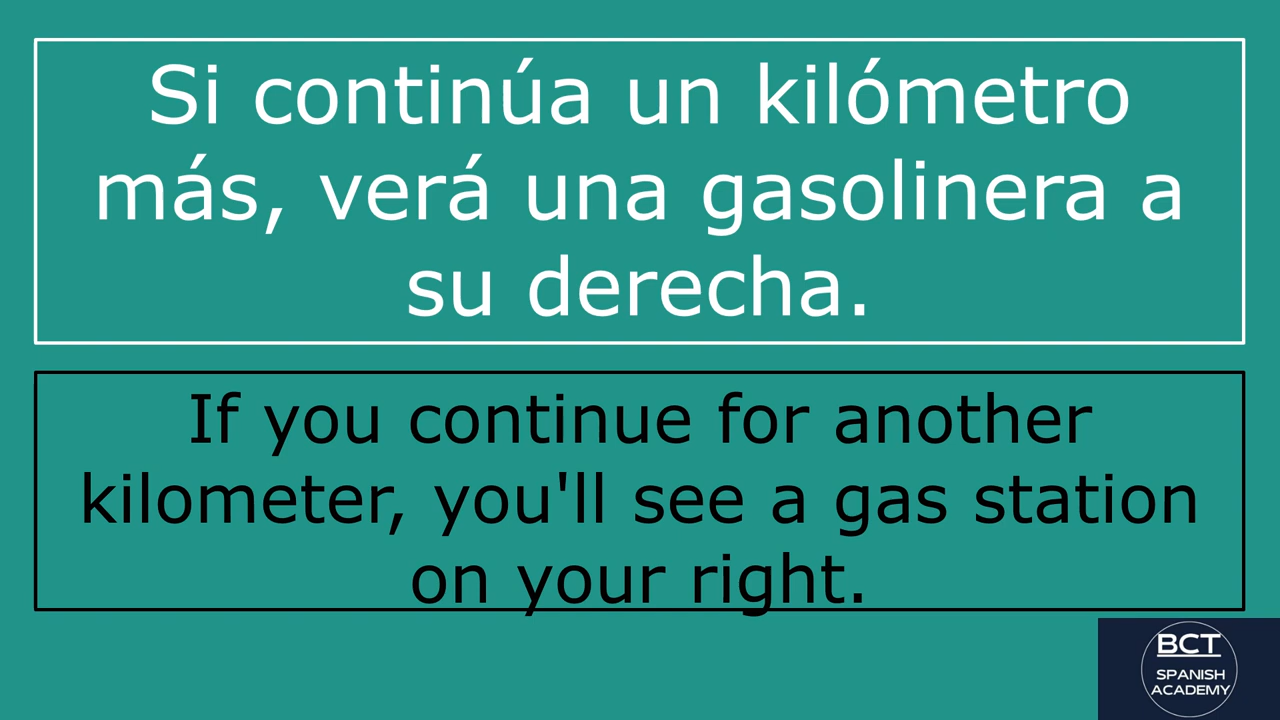 Si continúa un kilómetro
más, verá una gasolinera a
su derecha.
If you continue for another
kilometer, you'll see a gas station
on your right.
BCT
SPANISH
ACADEMY